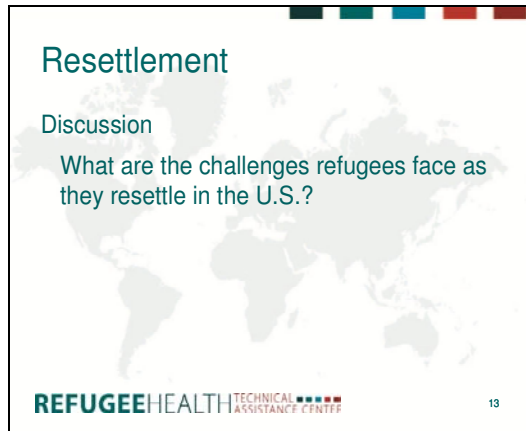 Resettlement
Discussion
What are the challenges refugees face as
they resettle in the U.S.?
REFUGEEHEALTH TECHNICAL
ASSISTANCE CENTER
13